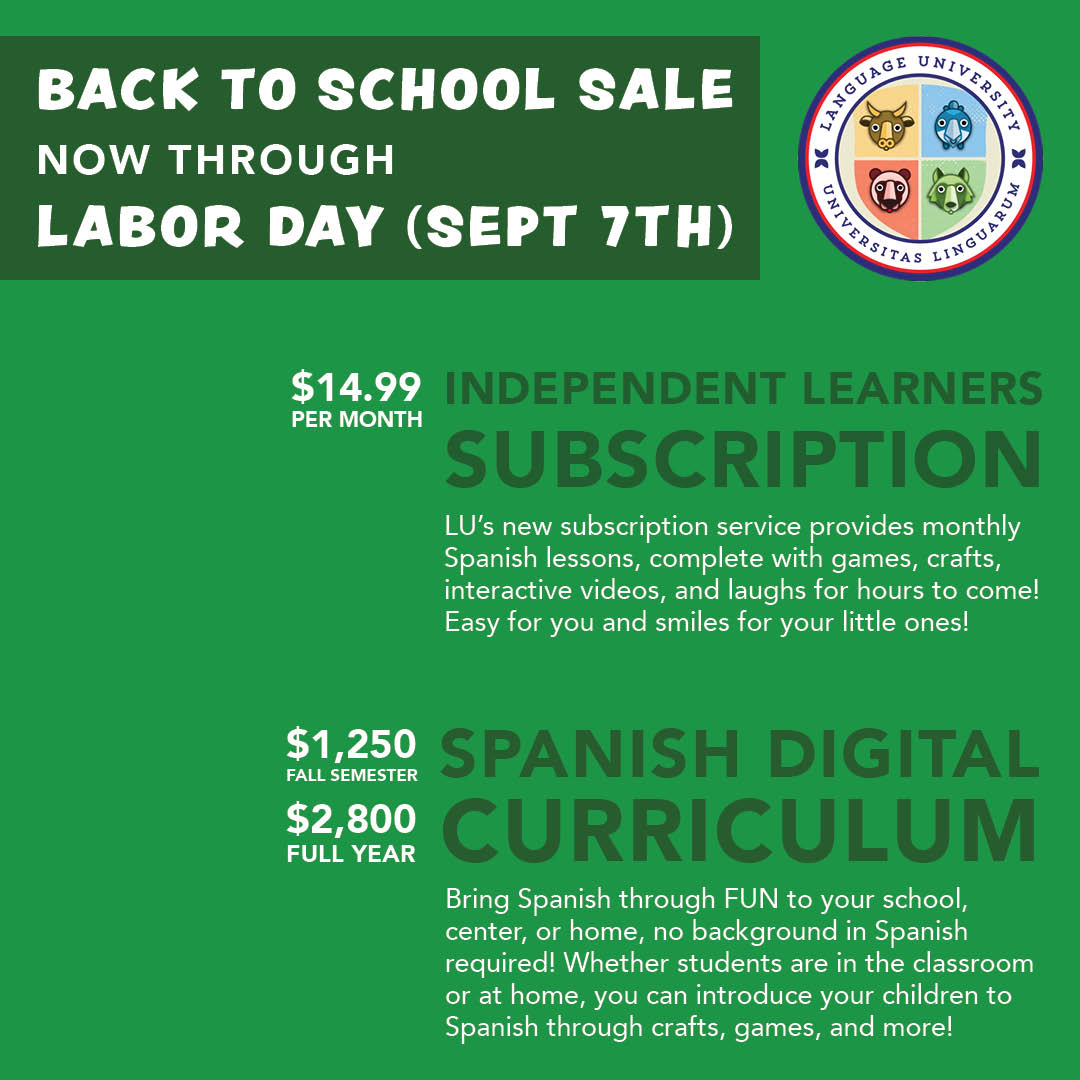 BACK TO SCHOOL SALE
NOW THROUGH
LABOR DAY (SEPT 7TH)
LANGUAGE UNIVERSITY
UNIVERSITAS LINGUARUM
$14.99
PER MONTH
INDEPENDENT LEARNERS
SUBSCRIPTION
LU’s new subscription service provides monthly
Spanish lessons, complete with games, crafts,
interactive videos, and laughs for hours to come!
Easy for you and smiles for your little ones!
$1,250
FALL SEMESTER
$2,800
FULL YEAR
SPANISH DIGITAL
CURRICULUM
Bring Spanish through FUN to your school,
center, or home, no background in Spanish
required! Whether students are in the classroom
or at home, you can introduce your children to
Spanish through crafts, games, and more!